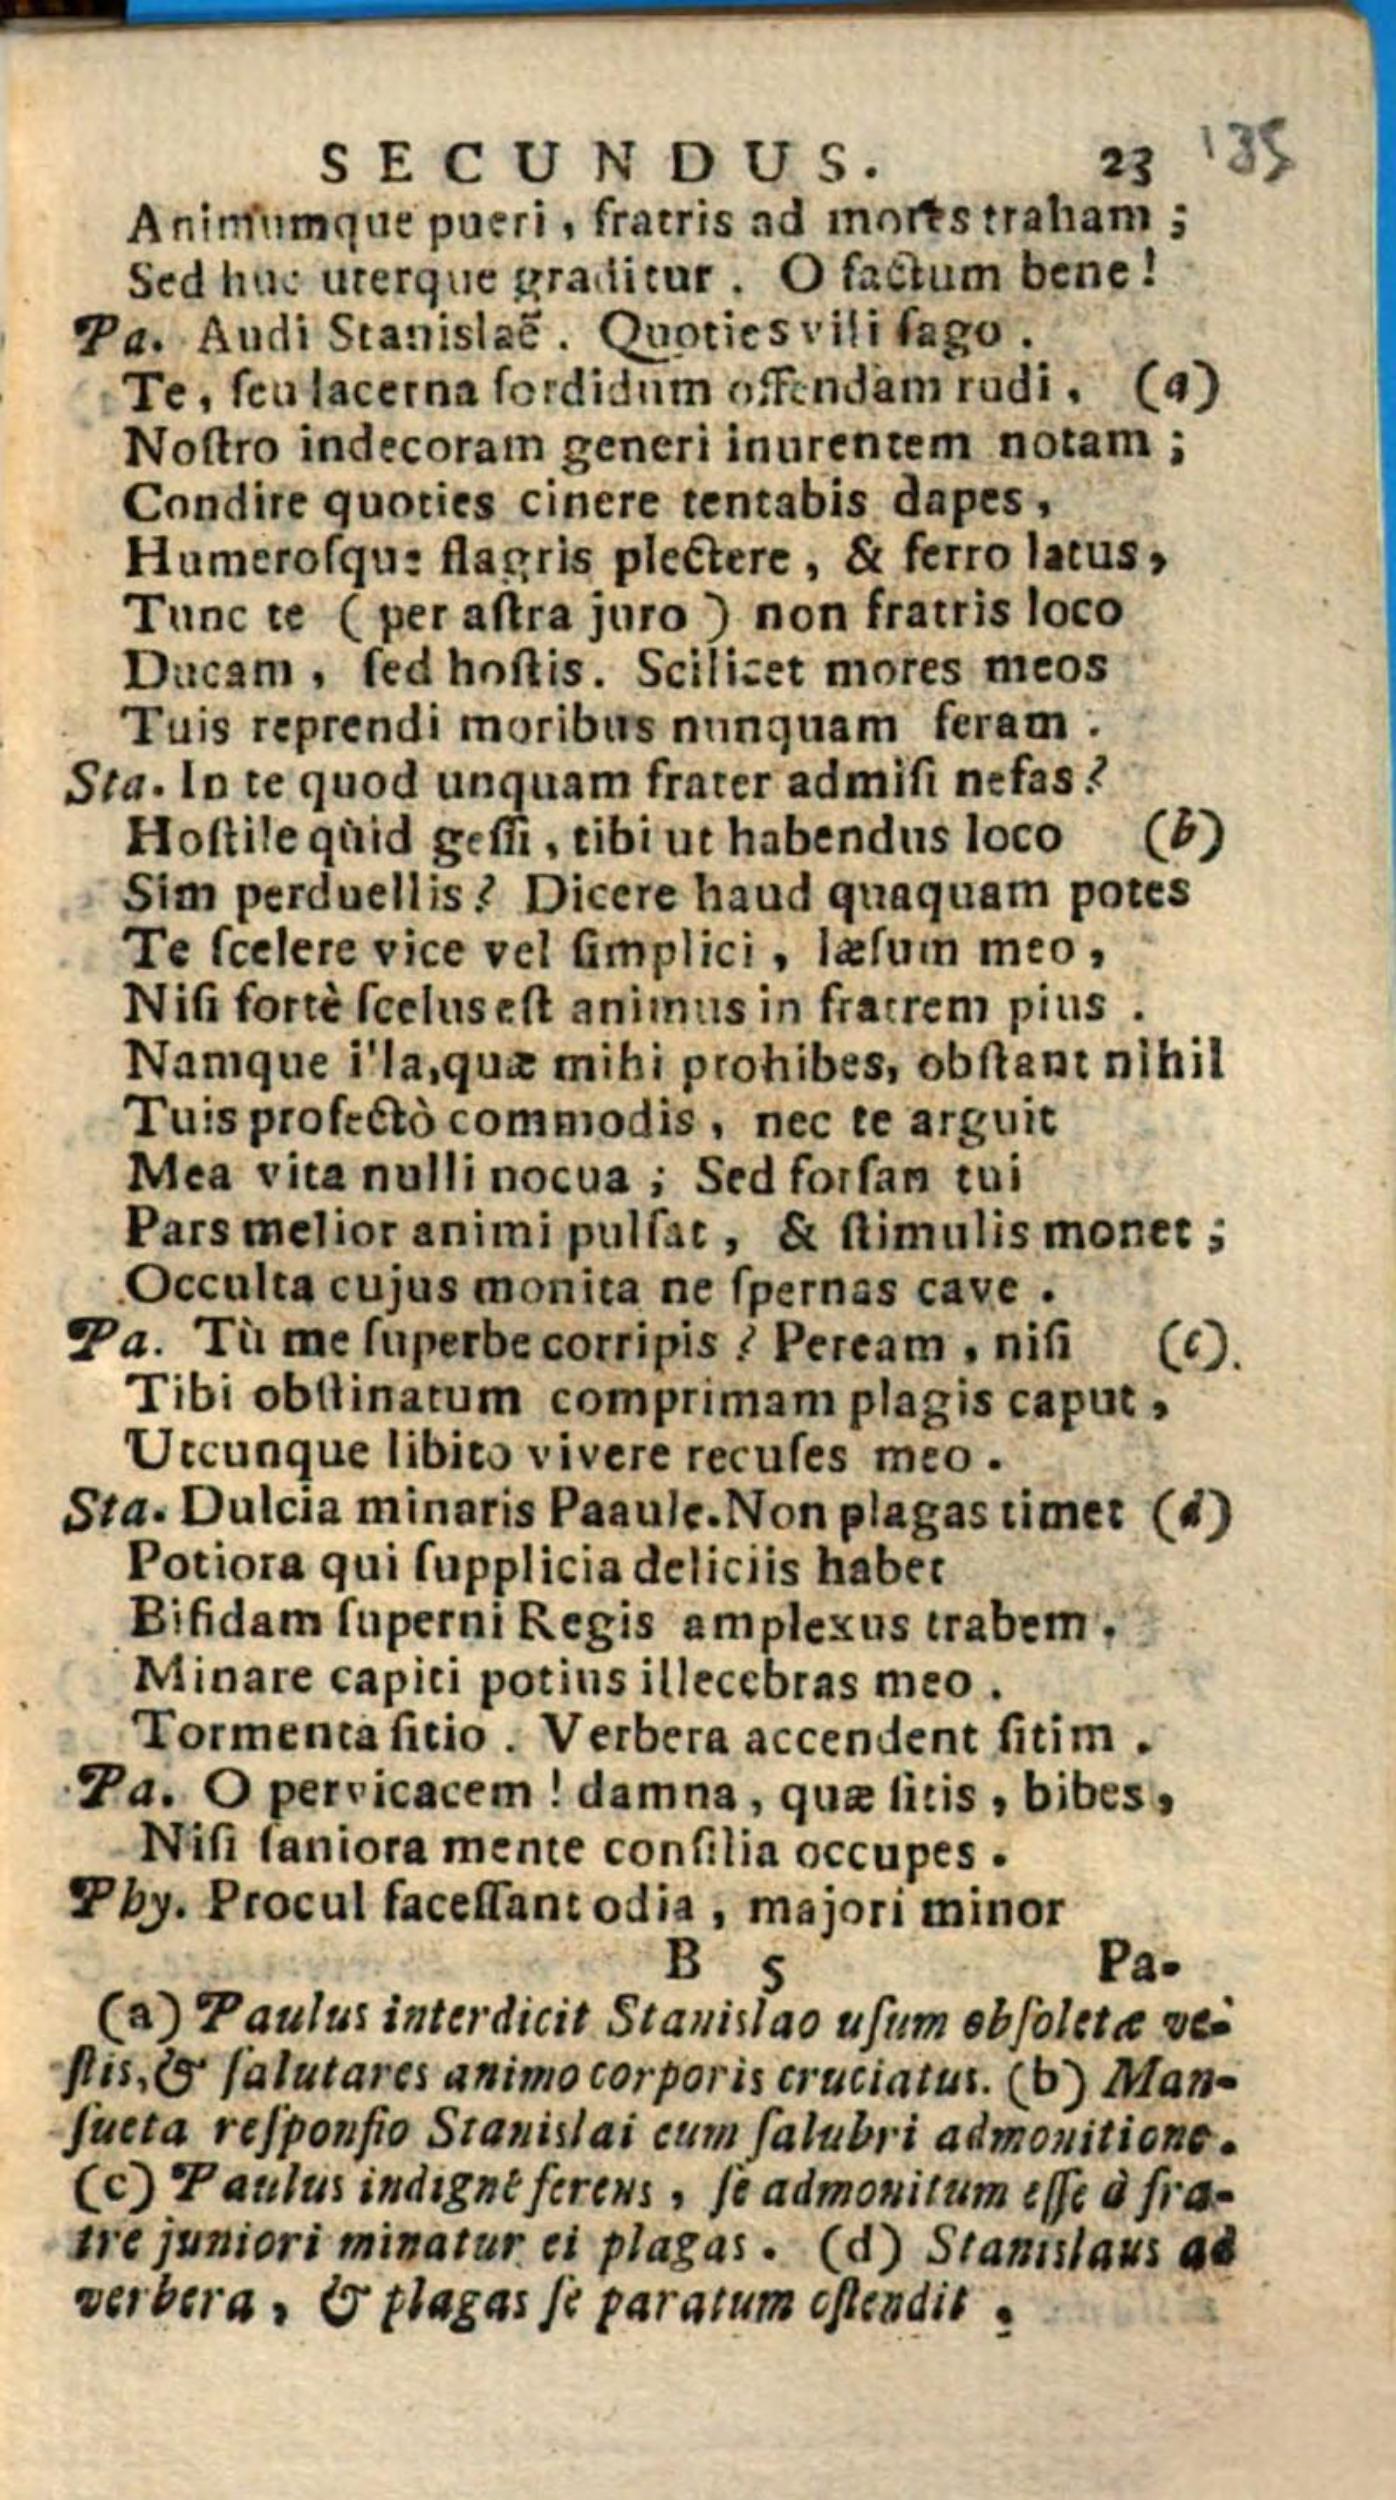 SECUNDUS. 23 135
Animumque pueri, fratris ad mores traham;
Sed huc uterque graditur. O factum bene!
Pa. Audi Stanislaë. Quoties vili ſago.
Te, ſeu lacerna ſordidum offendam rudi, (a)
Noſtro indecoram generi inurentem notam;
Condire quoties cinere tentabis dapes,
Humeroſque flagris plectere, & ferro latus,
Tunc te (per aſtra juro) non fratris loco
Ducam, ſed hoſtis. Scilicet mores meos
Tuis reprendi moribus nunquam feram.
Sta. In te quod unquam frater admiſi nefas?
Hoſtile quid geſſi, tibi ut habendus loco (b)
Sim perduellis? Dicere haud quaquam potes
Te ſcelere vice vel ſimplici, læſum meo,
Niſi fortè ſcelus eſt animus in fratrem pius.
Namque illa, quæ mihi prohibes, obſtant nihil
Tuis profectò commodis, nec te arguit
Mea vita nulli nocua; Sed forſan tui
Pars melior animi pulſat, & ſtimulis monet;
Occulta cujus monita ne ſpernas cave.
Pa. Tù me ſuperbe corripis? Peream, niſi (c).
Tibi obſtinatum comprimam plagis caput,
Utcunque libito vivere recuſes meo.
Sta. Dulcia minaris Paaule. Non plagas timet (d)
Potiora qui ſupplicia deliciis habet
Bifidam ſuperni Regis amplexus trabem.
Minare capiti potius illecebras meo.
Tormenta ſitio. Verbera accendent ſitim.
Pa. O pervicacem! damna, quæ ſitis, bibes,
Niſi ſaniora mente conſilia occupes.
Phy. Procul faceſſant odia, majori minor
B 5 Pa-
(a) Paulus interdicit Stanislao uſum obſoletæ ve-
ſtis, & ſalutares animo corporis cruciatus. (b) Man-
ſueta reſponſio Stanislai cum ſalubri admonitione.
(c) Paulus indignè ferens, ſe admonitum eſſe à fra-
tre juniori minatur ei plagas. (d) Stanislaus ad
verbera, & plagas ſe paratum oſtendit.